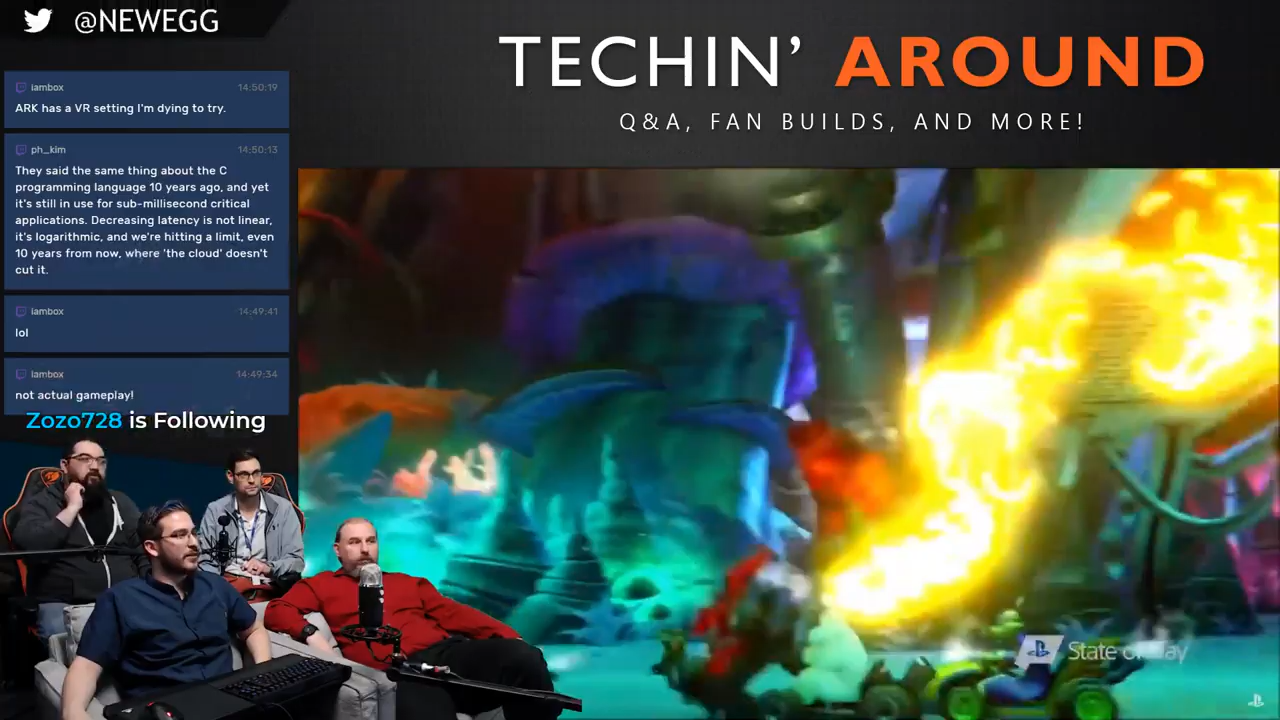 @NEWEGG
TECHIN' AROUND
Q&A, FAN BUILDS, AND MORE!
iambox 14:50:19
ARK has a VR setting I'm dying to try.
ph_kim 14:50:13
They said the same thing about the C
programming language 10 years ago, and yet
it's still in use for sub-millisecond critical
applications. Decreasing latency is not linear,
it's logarithmic, and we're hitting a limit, even
10 years from now, where 'the cloud' doesn't
cut it.
iambox 14:49:41
lol
iambox 14:49:34
not actual gameplay!
Zozo728 is Following
State of Play